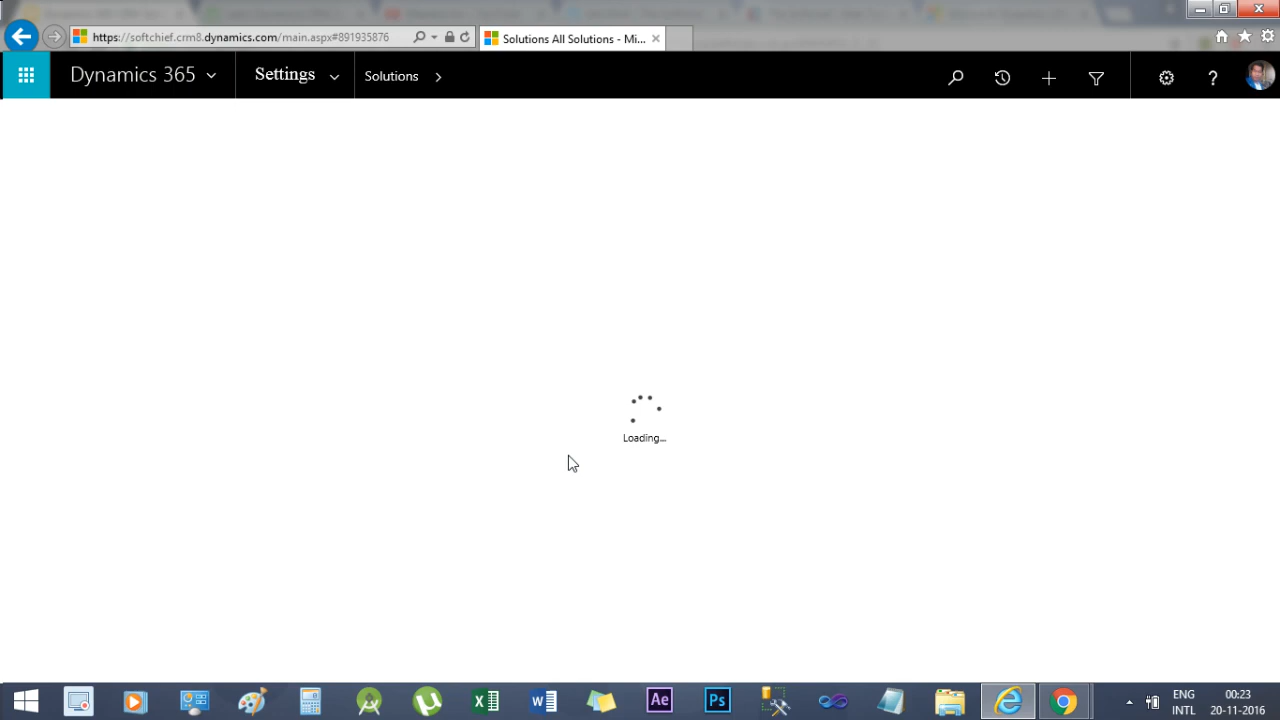 https://softchief.crm8.dynamics.com/main.aspx#891935876
Solutions All Solutions - Mi...
Dynamics 365
Settings
Solutions
Loading...
ENG
00:23
INTL
20-11-2016